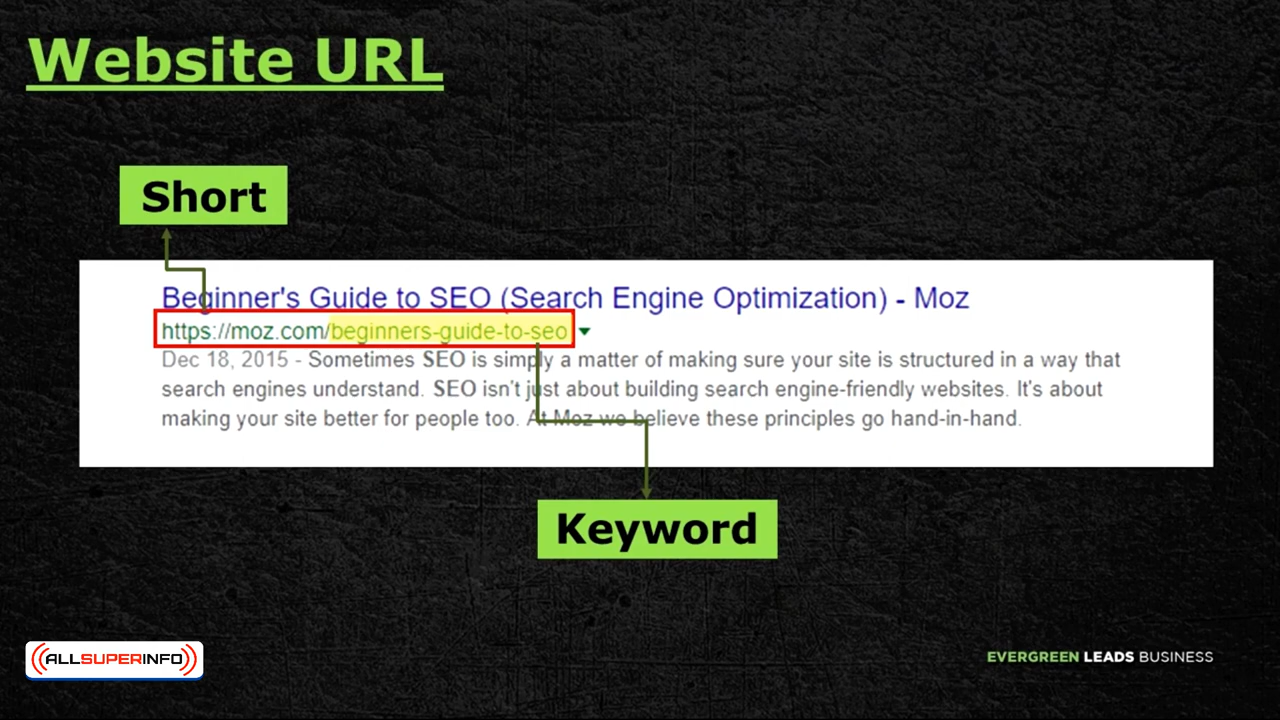 Website URL
Short
Beginner's Guide to SEO (Search Engine Optimization) - Moz
https://moz.com/beginners-guide-to-seo
Dec 18, 2015 - Sometimes SEO is simply a matter of making sure your site is structured in a way that
search engines understand. SEO isn't just about building search engine-friendly websites. It's about
making your site better for people too. At Moz we believe these principles go hand-in-hand.
Keyword
ALLSUPERINFO
EVERGREEN LEADS BUSINESS